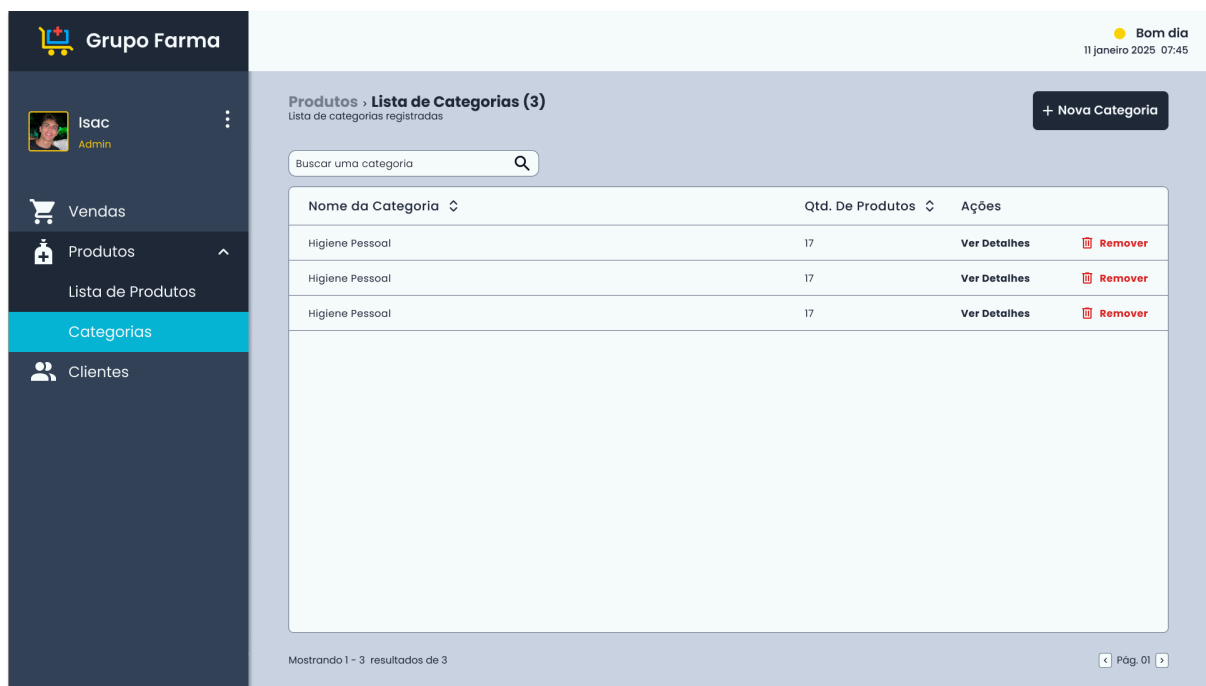 Grupo Farma
Bom dia
11 janeiro 2025 07:45
Isac
Admin
Vendas
Produtos
Lista de Produtos
Categorias
Clientes
Produtos › Lista de Categorias (3)
Lista de categorias registradas
+ Nova Categoria
Buscar uma categoria
Nome da Categoria Qtd. De Produtos Ações
Higiene Pessoal 17 Ver Detalhes Remover
Higiene Pessoal 17 Ver Detalhes Remover
Higiene Pessoal 17 Ver Detalhes Remover
Mostrando 1 - 3 resultados de 3
‹ Pág. 01 ›